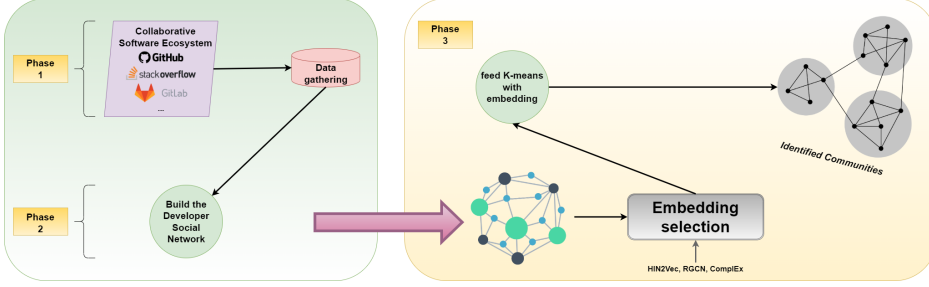 Phase
1
Collaborative
Software Ecosystem
GitHub
stackoverflow
GitLab
...
Data
gathering
Phase
2
Build the
Developer
Social
Network
Phase
3
feed K-means
with
embedding
Identified Communities
Embedding
selection
HIN2Vec, RGCN, ComplEx